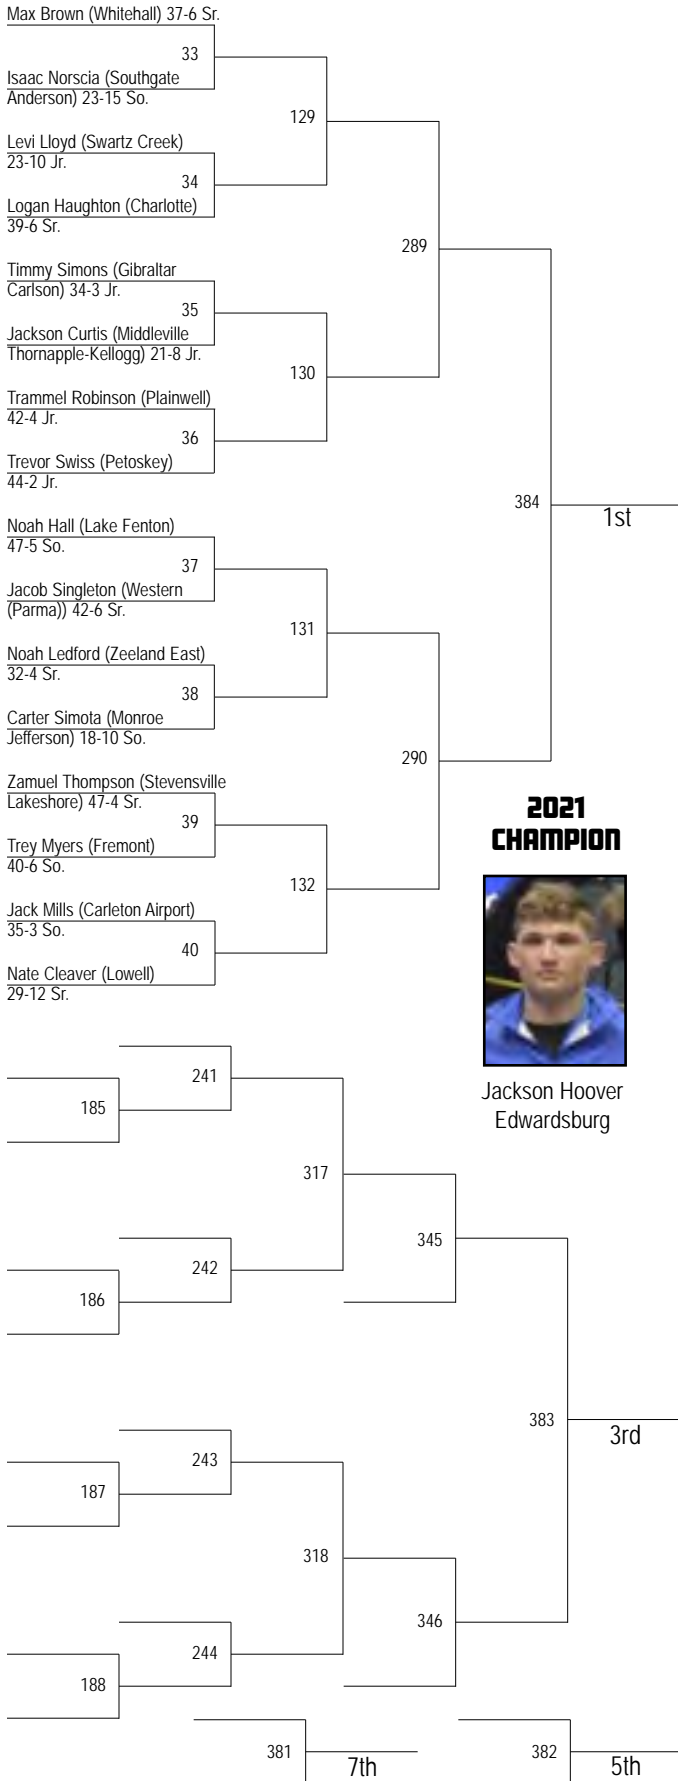 Max Brown (Whitehall) 37-6 Sr.
33
Isaac Norscia (Southgate
Anderson) 23-15 So.
129
Levi Lloyd (Swartz Creek)
23-10 Jr.
34
Logan Haughton (Charlotte)
39-6 Sr.
289
Timmy Simons (Gibraltar
Carlson) 34-3 Jr.
35
Jackson Curtis (Middleville
Thornapple-Kellogg) 21-8 Jr.
130
Trammel Robinson (Plainwell)
42-4 Jr.
36
Trevor Swiss (Petoskey)
44-2 Jr.
384
1st
Noah Hall (Lake Fenton)
47-5 So.
37
Jacob Singleton (Western
(Parma)) 42-6 Sr.
131
Noah Ledford (Zeeland East)
32-4 Sr.
38
Carter Simota (Monroe
Jefferson) 18-10 So.
290
Zamuel Thompson (Stevensville
Lakeshore) 47-4 Sr.
39
Trey Myers (Fremont)
40-6 So.
132
Jack Mills (Carleton Airport)
35-3 So.
40
Nate Cleaver (Lowell)
29-12 Sr.
2021
CHAMPION
Jackson Hoover
Edwardsburg
241
185
317
345
242
186
383
3rd
243
187
318
346
244
188
381
7th
382
5th